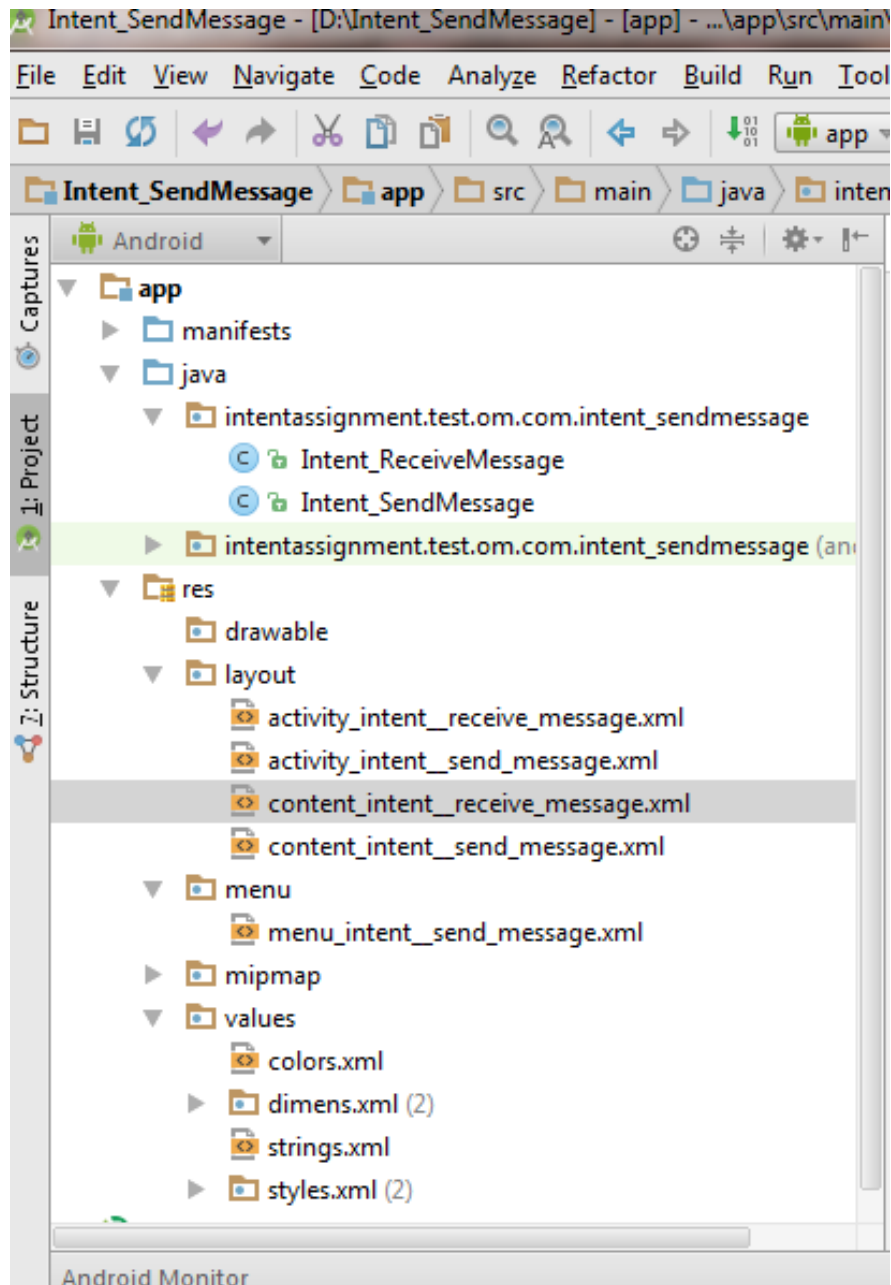 Intent_SendMessage - [D:\Intent_SendMessage] - [app] - ...\app\src\main\
File Edit View Navigate Code Analyze Refactor Build Run Tool
app
Intent_SendMessage app src main java inten
Captures
1: Project
7: Structure
Android
app
manifests
java
intentassignment.test.om.com.intent_sendmessage
Intent_ReceiveMessage
Intent_SendMessage
intentassignment.test.om.com.intent_sendmessage (an
res
drawable
layout
activity_intent__receive_message.xml
activity_intent__send_message.xml
content_intent__receive_message.xml
content_intent__send_message.xml
menu
menu_intent__send_message.xml
mipmap
values
colors.xml
dimens.xml (2)
strings.xml
styles.xml (2)
Android Monitor